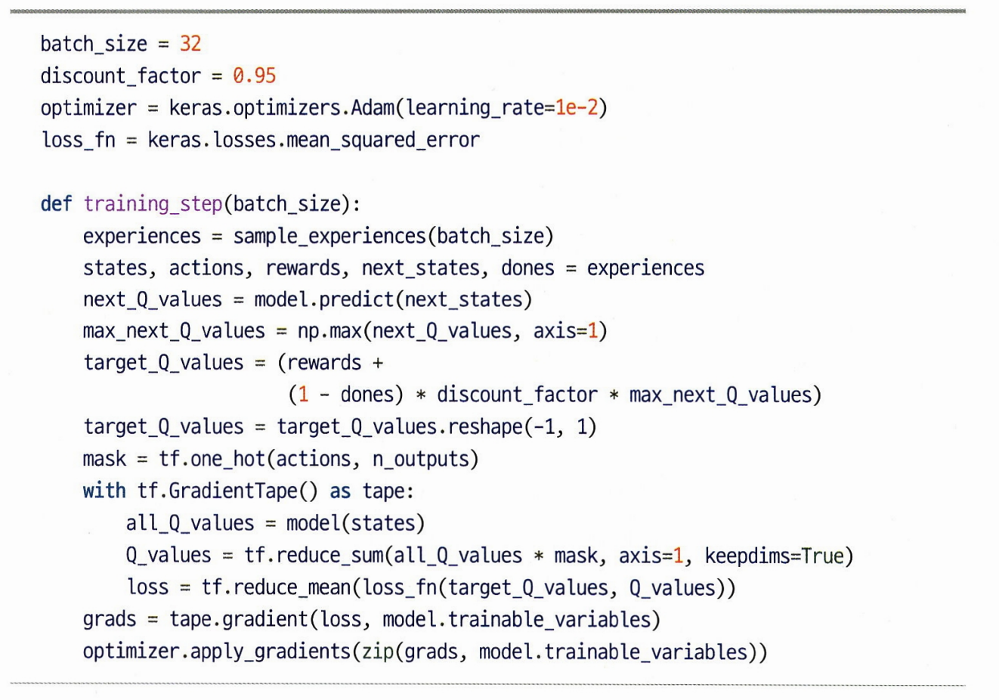 batch_size = 32
discount_factor = 0.95
optimizer = keras.optimizers.Adam(learning_rate=1e-2)
loss_fn = keras.losses.mean_squared_error

def training_step(batch_size):
    experiences = sample_experiences(batch_size)
    states, actions, rewards, next_states, dones = experiences
    next_Q_values = model.predict(next_states)
    max_next_Q_values = np.max(next_Q_values, axis=1)
    target_Q_values = (rewards +
                       (1 - dones) * discount_factor * max_next_Q_values)
    target_Q_values = target_Q_values.reshape(-1, 1)
    mask = tf.one_hot(actions, n_outputs)
    with tf.GradientTape() as tape:
        all_Q_values = model(states)
        Q_values = tf.reduce_sum(all_Q_values * mask, axis=1, keepdims=True)
        loss = tf.reduce_mean(loss_fn(target_Q_values, Q_values))
    grads = tape.gradient(loss, model.trainable_variables)
    optimizer.apply_gradients(zip(grads, model.trainable_variables))